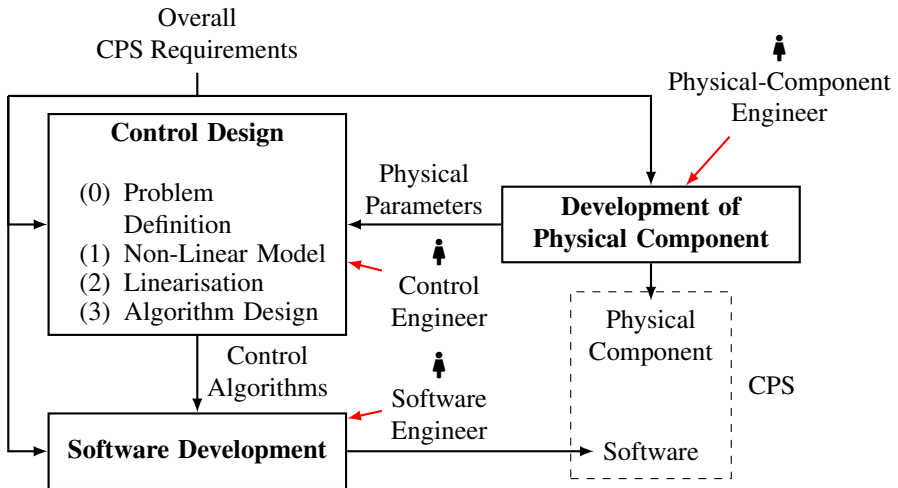 Overall
CPS Requirements
Physical-Component
Engineer
Control Design
(0) Problem
Definition
(1) Non-Linear Model
(2) Linearisation
(3) Algorithm Design
Physical
Parameters
Development of
Physical Component
Control
Engineer
Physical
Component
CPS
Control
Algorithms
Software
Engineer
Software Development
Software